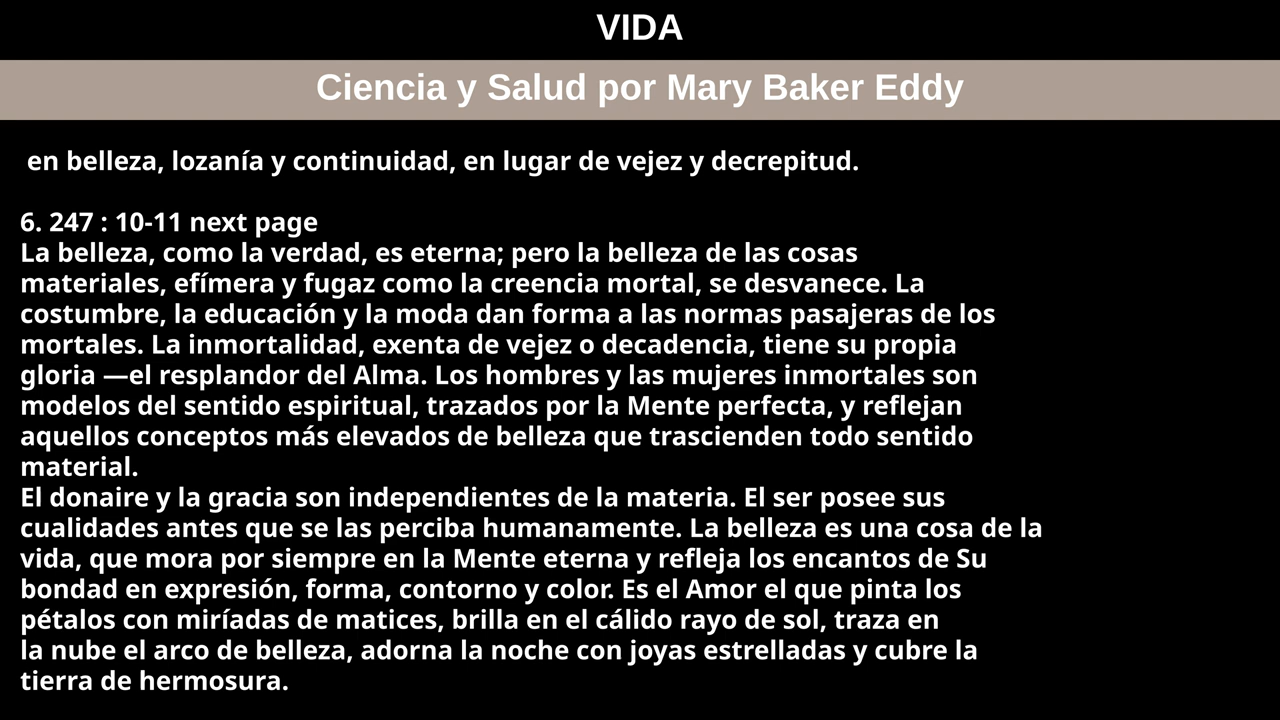 VIDA
Ciencia y Salud por Mary Baker Eddy
en belleza, lozanía y continuidad, en lugar de vejez y decrepitud.
6. 247 : 10-11 next page
La belleza, como la verdad, es eterna; pero la belleza de las cosas
materiales, efímera y fugaz como la creencia mortal, se desvanece. La
costumbre, la educación y la moda dan forma a las normas pasajeras de los
mortales. La inmortalidad, exenta de vejez o decadencia, tiene su propia
gloria —el resplandor del Alma. Los hombres y las mujeres inmortales son
modelos del sentido espiritual, trazados por la Mente perfecta, y reflejan
aquellos conceptos más elevados de belleza que trascienden todo sentido
material.
El donaire y la gracia son independientes de la materia. El ser posee sus
cualidades antes que se las perciba humanamente. La belleza es una cosa de la
vida, que mora por siempre en la Mente eterna y refleja los encantos de Su
bondad en expresión, forma, contorno y color. Es el Amor el que pinta los
pétalos con miríadas de matices, brilla en el cálido rayo de sol, traza en
la nube el arco de belleza, adorna la noche con joyas estrelladas y cubre la
tierra de hermosura.